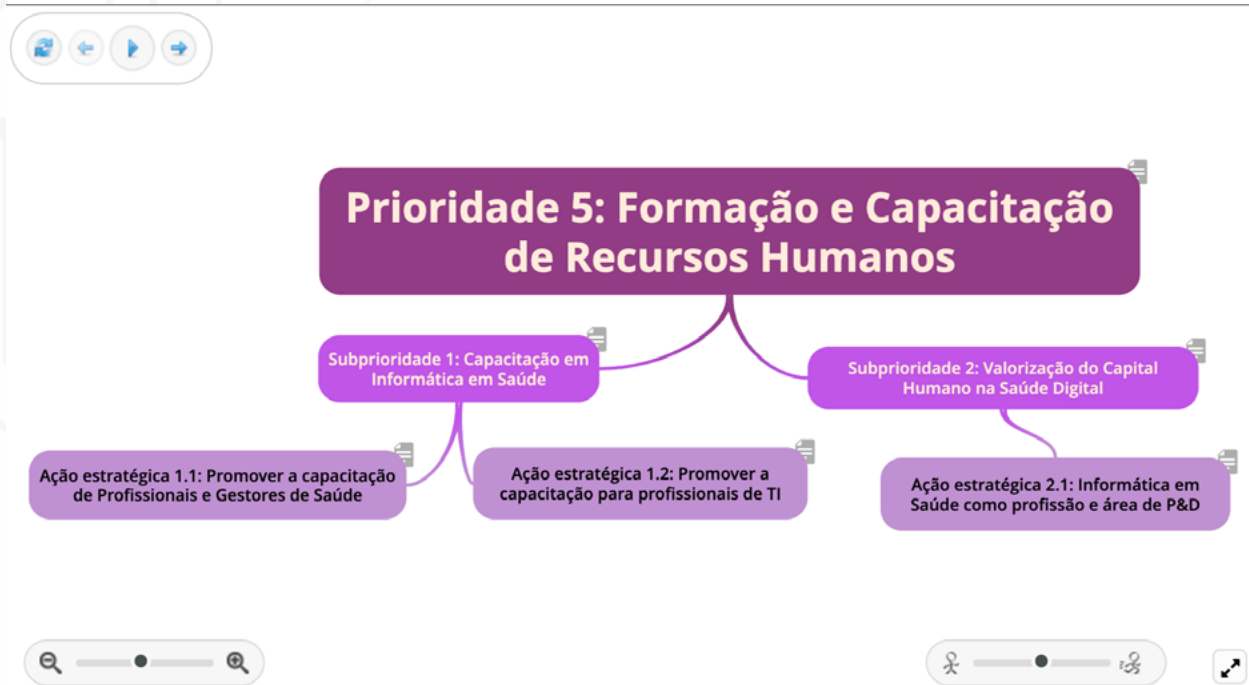 Prioridade 5: Formação e Capacitação
de Recursos Humanos
Subprioridade 1: Capacitação em
Informática em Saúde
Subprioridade 2: Valorização do Capital
Humano na Saúde Digital
Ação estratégica 1.1: Promover a capacitação
de Profissionais e Gestores de Saúde
Ação estratégica 1.2: Promover a
capacitação para profissionais de TI
Ação estratégica 2.1: Informática em
Saúde como profissão e área de P&D